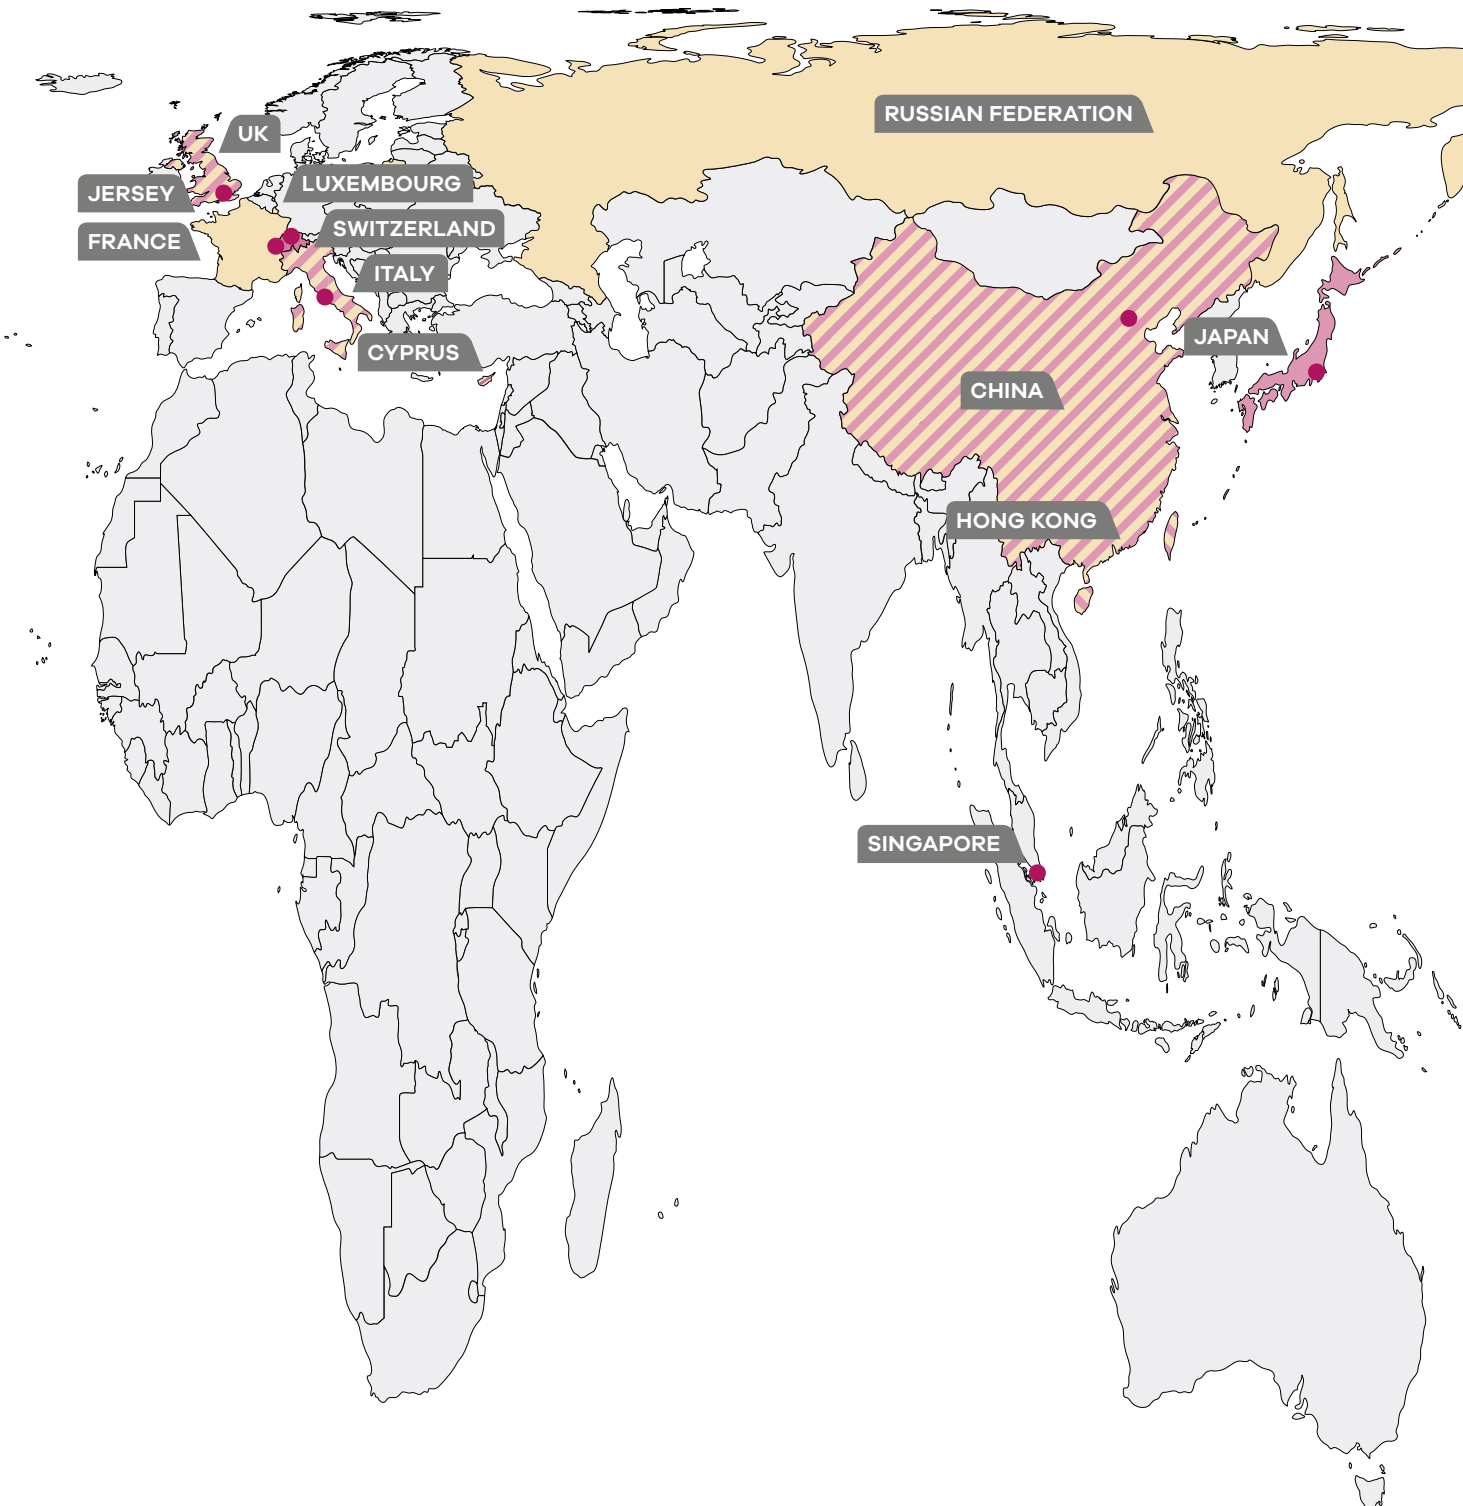 RUSSIAN FEDERATION
UK
LUXEMBOURG
JERSEY
SWITZERLAND
FRANCE
ITALY
JAPAN
CYPRUS
CHINA
HONG KONG
SINGAPORE